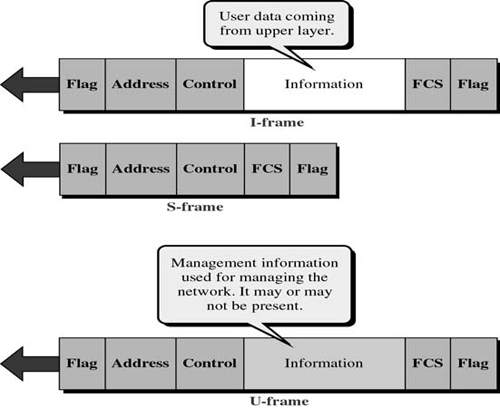 User data coming
from upper layer.
Flag Address Control Information FCS Flag
I-frame
Flag Address Control FCS Flag
S-frame
Management information
used for managing the
network. It may or may
not be present.
Flag Address Control Information FCS Flag
U-frame